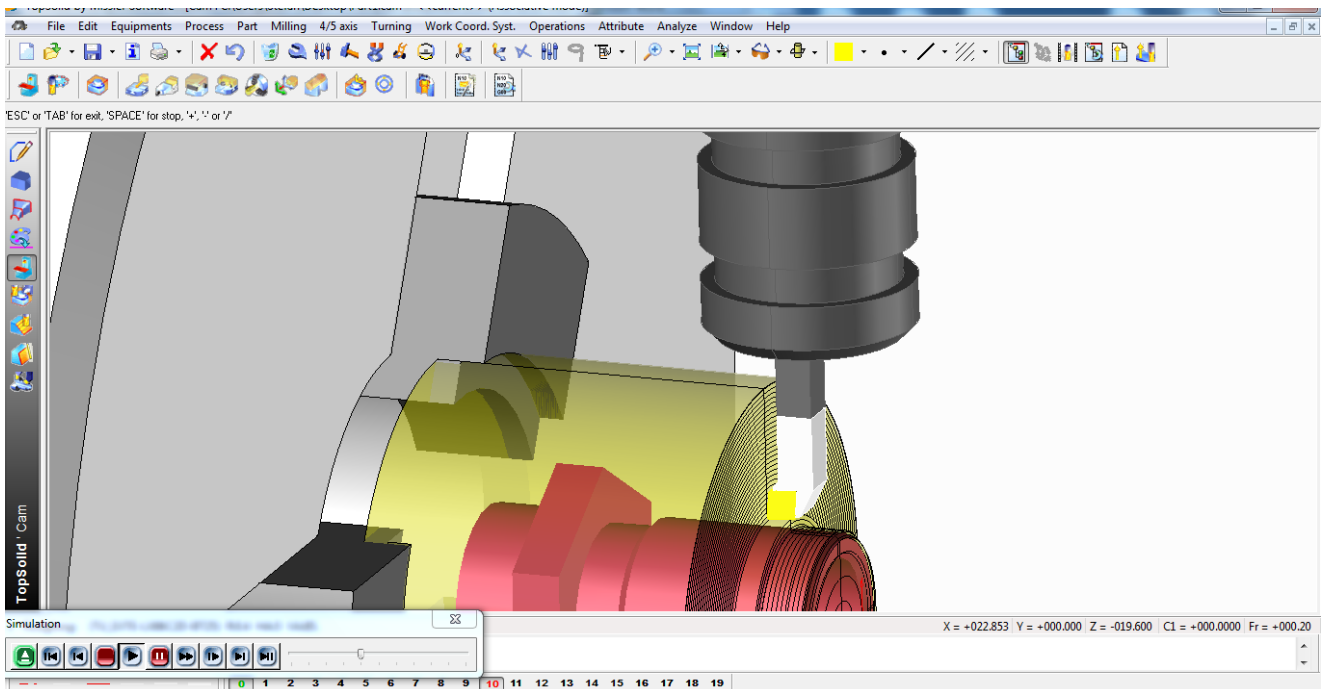 File Edit Equipments Process Part Milling 4/5 axis Turning Work Coord. Syst. Operations Attribute Analyze Window Help
'ESC' or 'TAB' for exit, 'SPACE' for stop, '+', '-' or '/'
TopSolid'Cam
Simulation
X = +022.853 Y = +000.000 Z = -019.600 C1 = +000.0000 Fr = +000.20
0 1 2 3 4 5 6 7 8 9 10 11 12 13 14 15 16 17 18 19